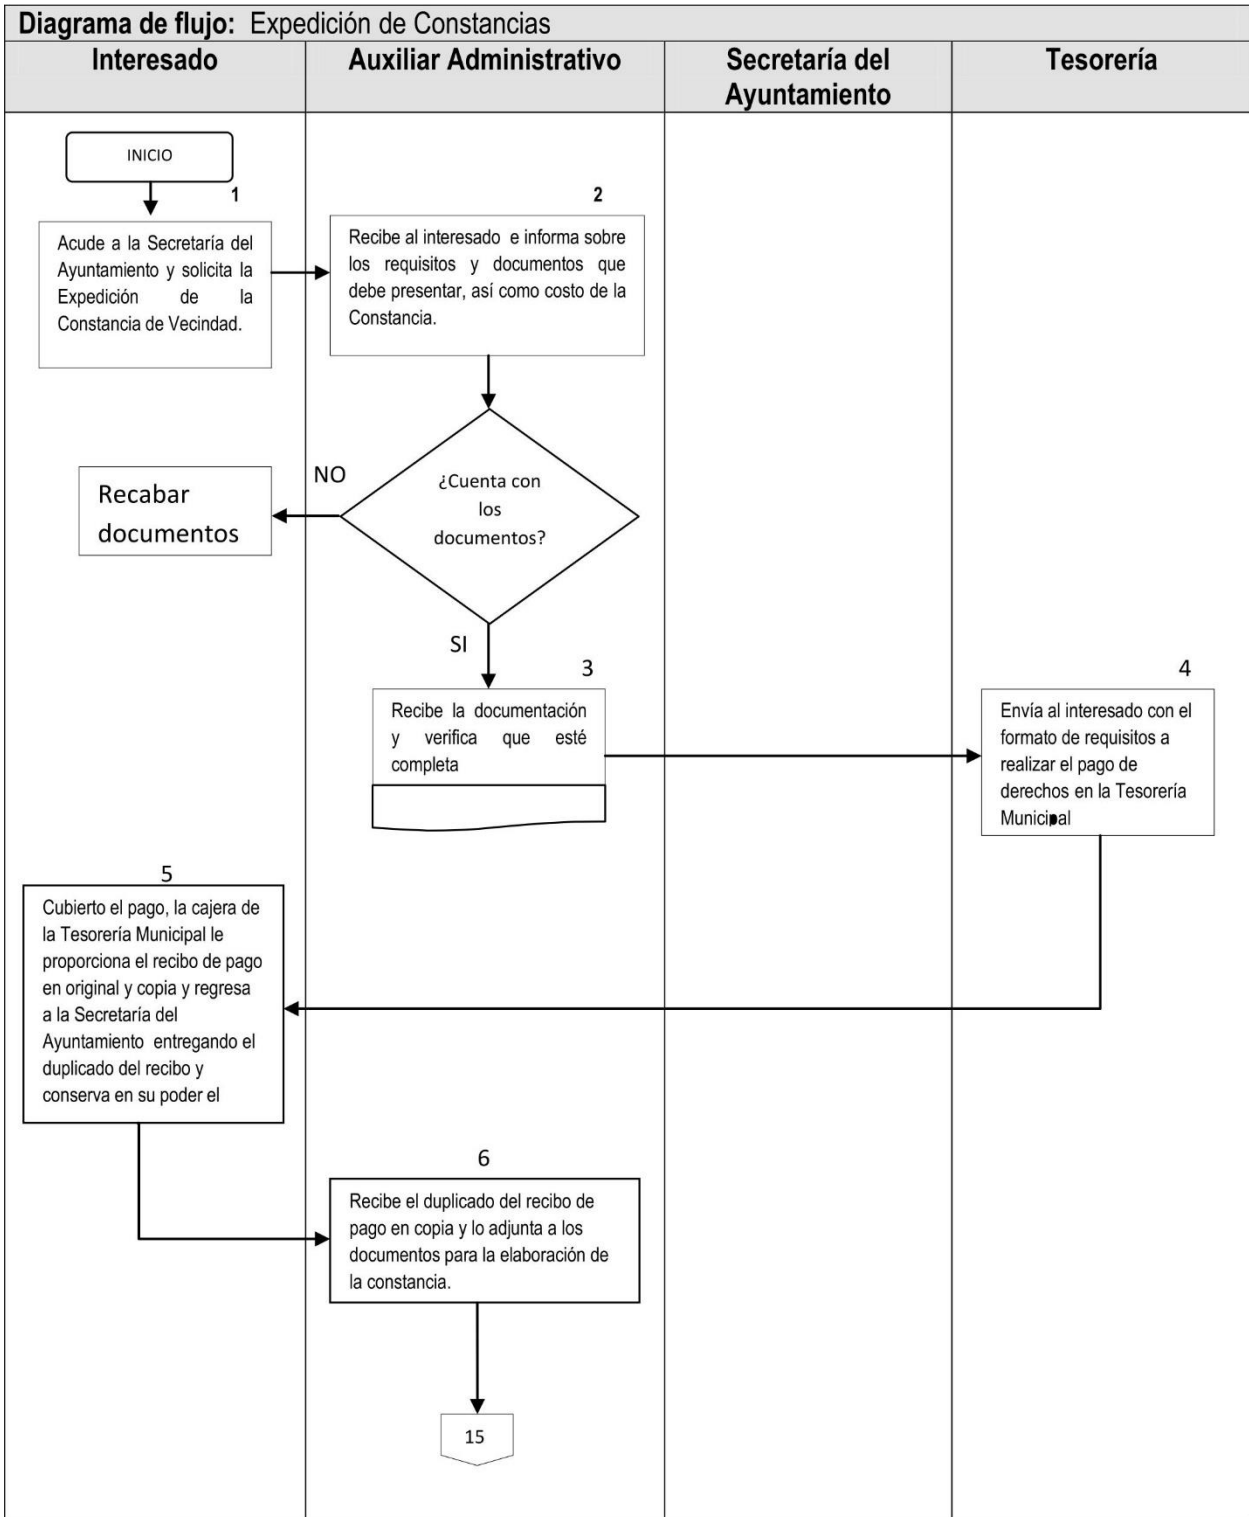 Diagrama de flujo: Expedición de Constancias
Interesado
Auxiliar Administrativo
Secretaría del
Ayuntamiento
Tesorería
INICIO
1
Acude a la Secretaría del
Ayuntamiento y solicita la
Expedición de la
Constancia de Vecindad.
2
Recibe al interesado e informa sobre
los requisitos y documentos que
debe presentar, así como costo de la
Constancia.
¿Cuenta con
los
documentos?
NO
Recabar
documentos
SI
3
Recibe la documentación
y verifica que esté
completa
4
Envía al interesado con el
formato de requisitos a
realizar el pago de
derechos en la Tesorería
Municipal
5
Cubierto el pago, la cajera de
la Tesorería Municipal le
proporciona el recibo de pago
en original y copia y regresa
a la Secretaría del
Ayuntamiento entregando el
duplicado del recibo y
conserva en su poder el
6
Recibe el duplicado del recibo de
pago en copia y lo adjunta a los
documentos para la elaboración de
la constancia.
15